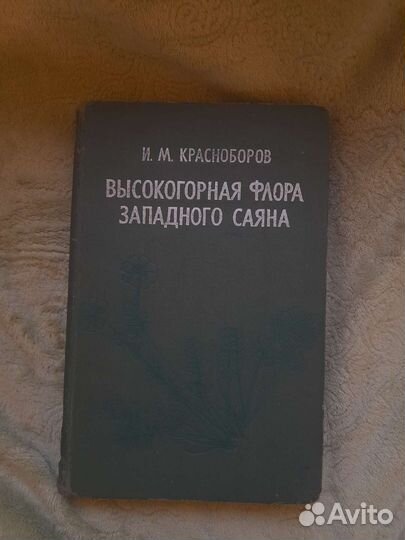 И. М. КРАСНОБОРОВ
ВЫСОКОГОРНАЯ ФЛОРА
ЗАПАДНОГО САЯНА
Avito